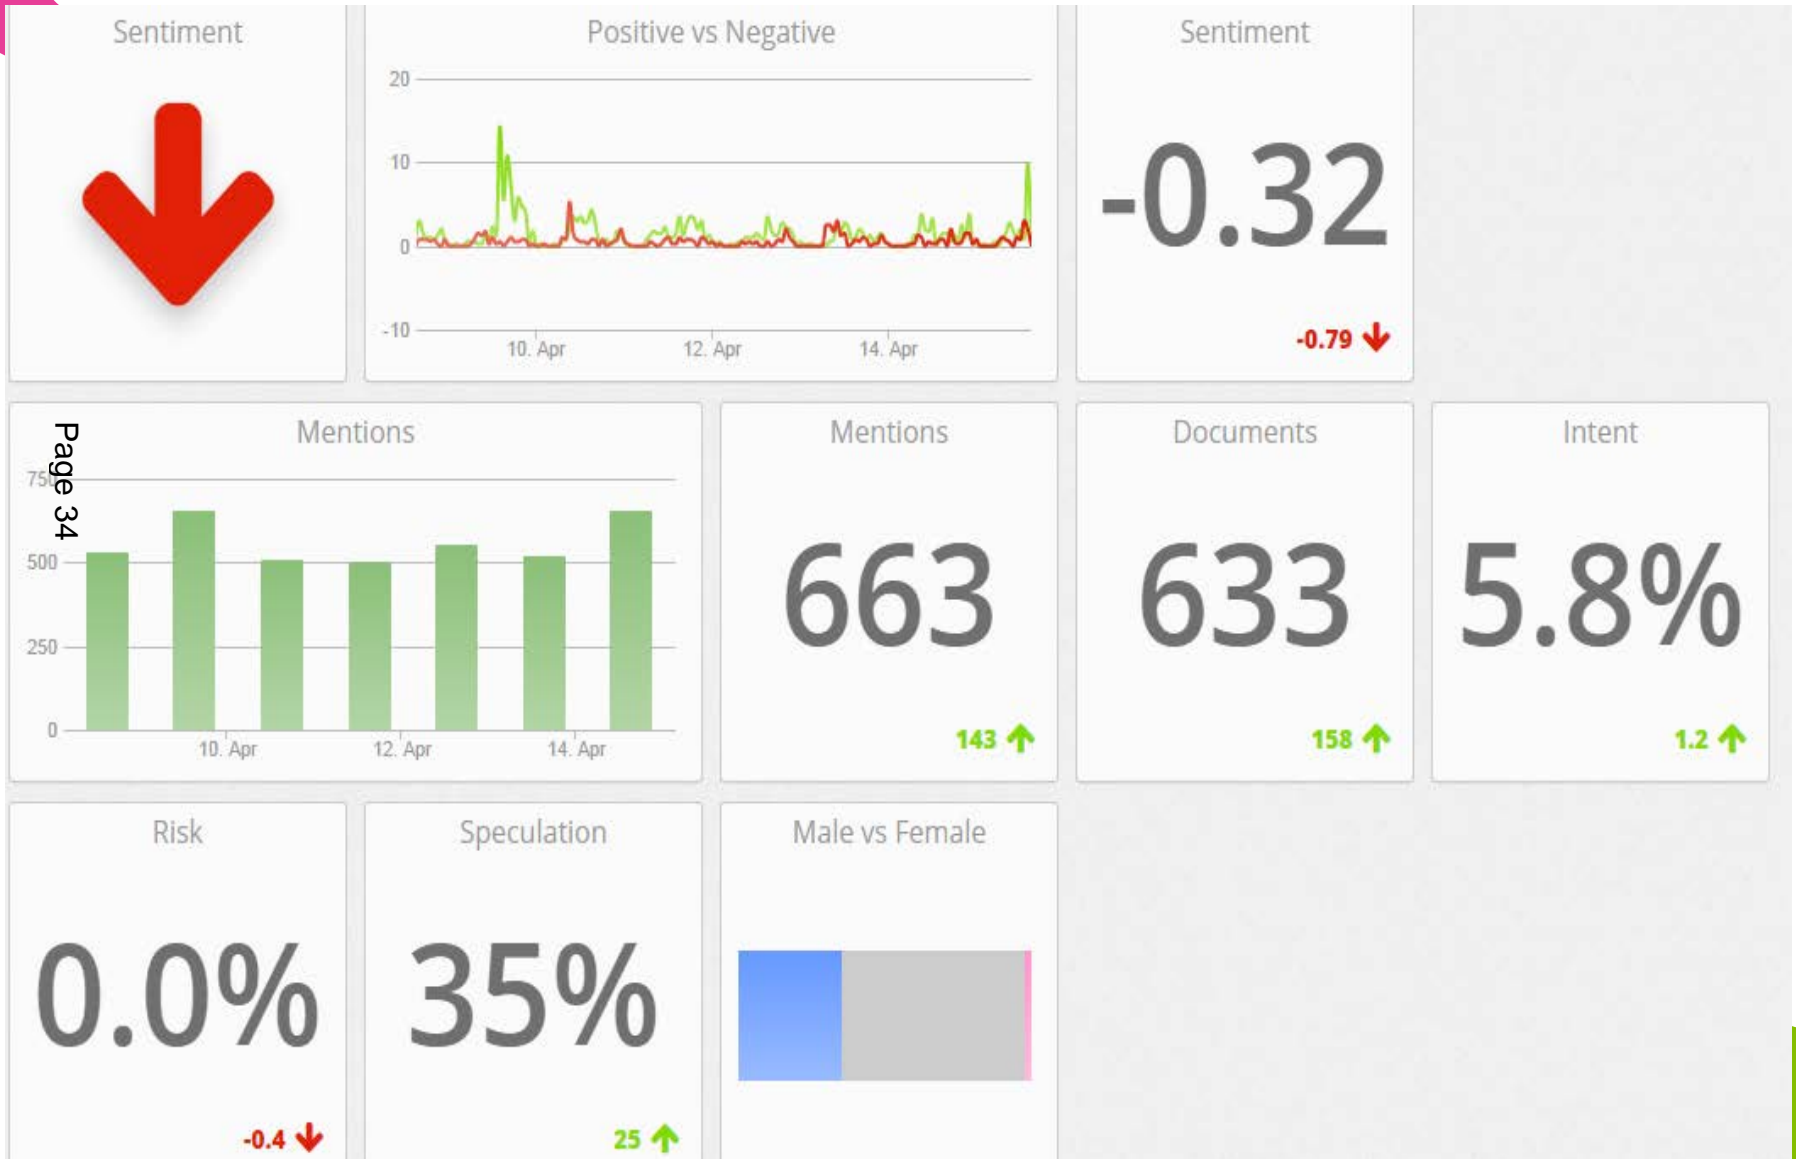 Sentiment
Positive vs Negative
Sentiment
20
10
0
-10
10. Apr
12. Apr
14. Apr
-0.32
-0.79
Page 34
Mentions
750
500
250
0
10. Apr
12. Apr
14. Apr
Mentions
663
143
Documents
633
158
Intent
5.8%
1.2
Risk
0.0%
-0.4
Speculation
35%
25
Male vs Female